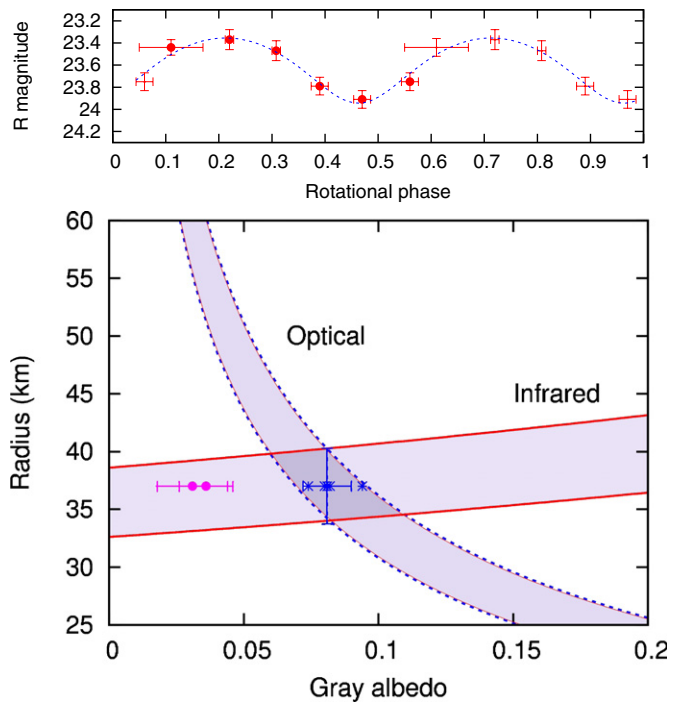 23.2
23.4
23.6
23.8
24
24.2
R magnitude
0 0.1 0.2 0.3 0.4 0.5 0.6 0.7 0.8 0.9 1
Rotational phase
60
55
50
45
40
35
30
25
Radius (km)
Optical
Infrared
0 0.05 0.1 0.15 0.2
Gray albedo